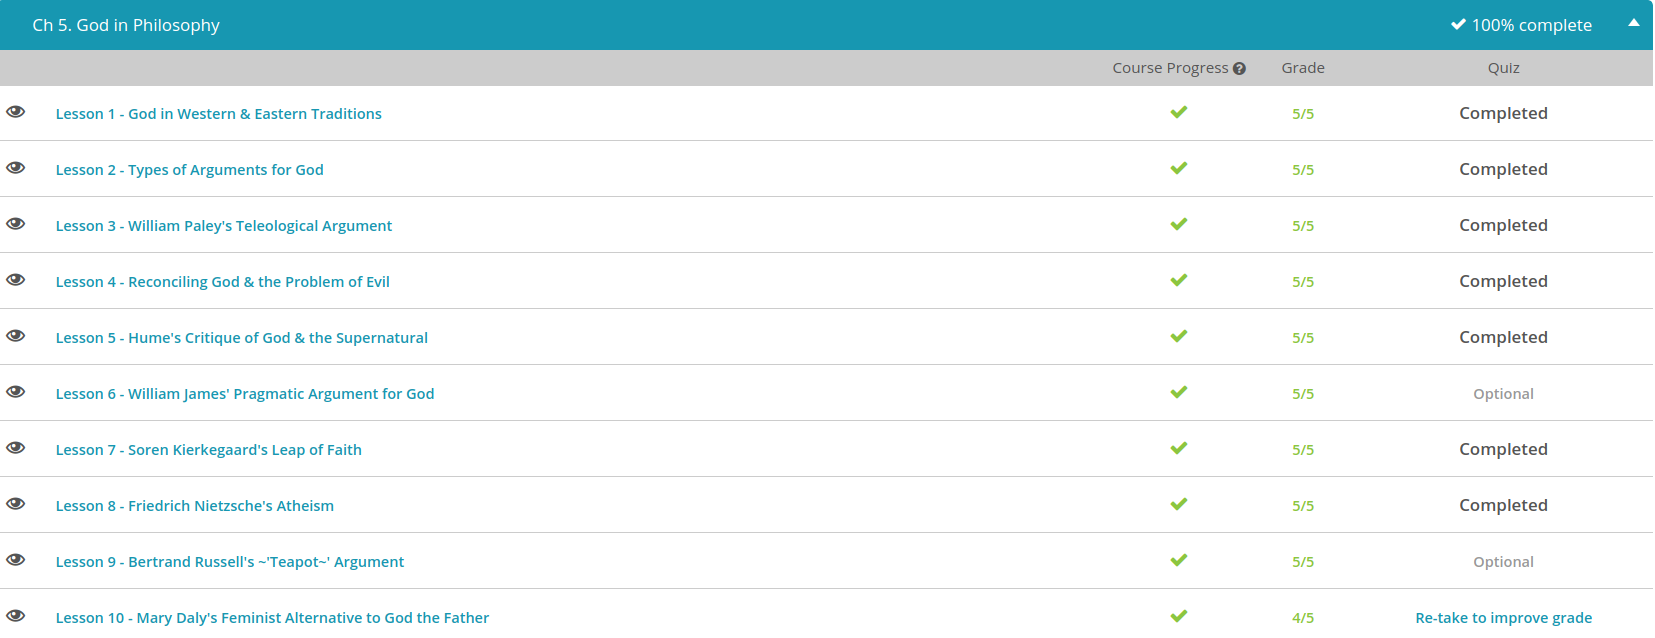 Ch 5. God in Philosophy 100% complete
Course Progress Grade Quiz
Lesson 1 - God in Western & Eastern Traditions 5/5 Completed
Lesson 2 - Types of Arguments for God 5/5 Completed
Lesson 3 - William Paley's Teleological Argument 5/5 Completed
Lesson 4 - Reconciling God & the Problem of Evil 5/5 Completed
Lesson 5 - Hume's Critique of God & the Supernatural 5/5 Completed
Lesson 6 - William James' Pragmatic Argument for God 5/5 Optional
Lesson 7 - Soren Kierkegaard's Leap of Faith 5/5 Completed
Lesson 8 - Friedrich Nietzsche's Atheism 5/5 Completed
Lesson 9 - Bertrand Russell's ~'Teapot~' Argument 5/5 Optional
Lesson 10 - Mary Daly's Feminist Alternative to God the Father 4/5 Re-take to improve grade